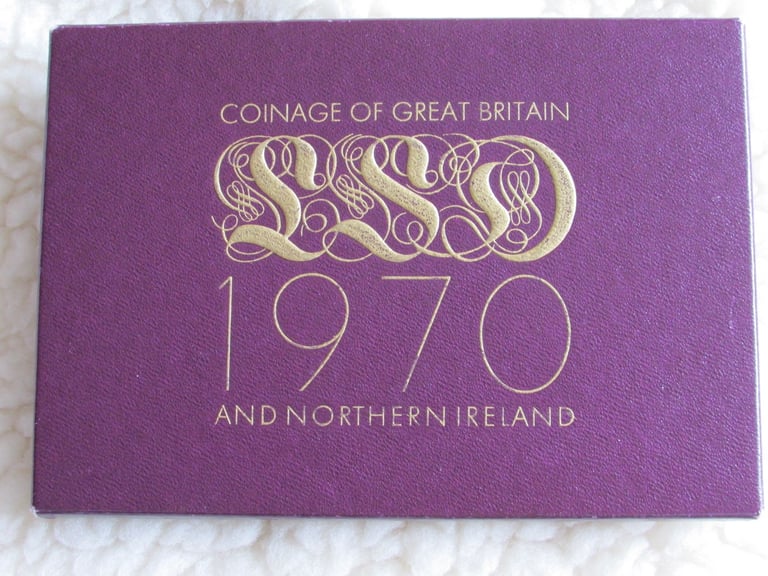 COINAGE OF GREAT BRITAIN
LSD
1970
AND NORTHERN IRELAND